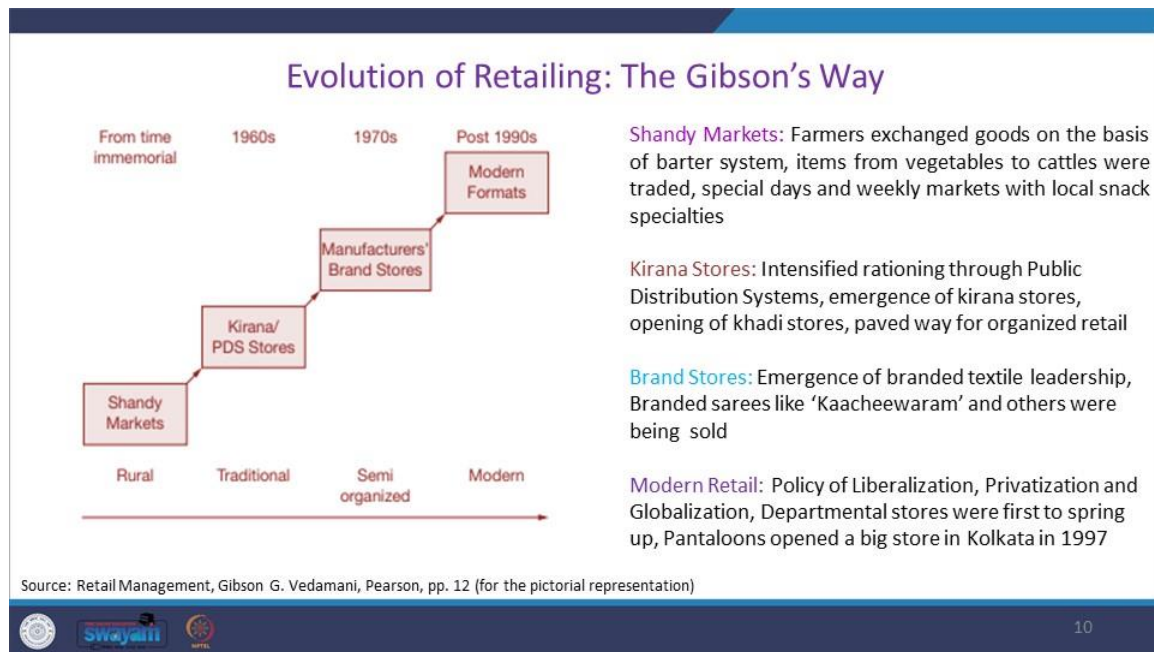 Evolution of Retailing: The Gibson's Way
From time
immemorial
1960s
1970s
Post 1990s
Modern
Formats
Manufacturers'
Brand Stores
Kirana/
PDS Stores
Shandy
Markets
Rural
Traditional
Semi
organized
Modern
Shandy Markets: Farmers exchanged goods on the basis
of barter system, items from vegetables to cattles were
traded, special days and weekly markets with local snack
specialties
Kirana Stores: Intensified rationing through Public
Distribution Systems, emergence of kirana stores,
opening of khadi stores, paved way for organized retail
Brand Stores: Emergence of branded textile leadership,
Branded sarees like 'Kaacheewaram' and others were
being sold
Modern Retail: Policy of Liberalization, Privatization and
Globalization, Departmental stores were first to spring
up, Pantaloons opened a big store in Kolkata in 1997
Source: Retail Management, Gibson G. Vedamani, Pearson, pp. 12 (for the pictorial representation)
swayam
NPTEL
10